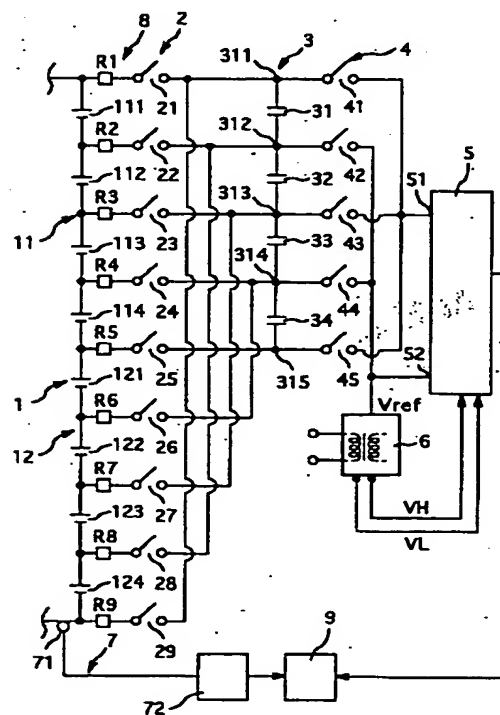 8 2 3 4
R1 21 311 41 5
111 31
R2 22 312 42
112 32
R3 23 313 43 51
11 113 33
R4 24 314 44
114 34
R5 25 315 45 52
1 121
R6 26 Vref
12 122 6
R7 27 VH
123 VL
R8 28
124
R9 29 9
71 7
72